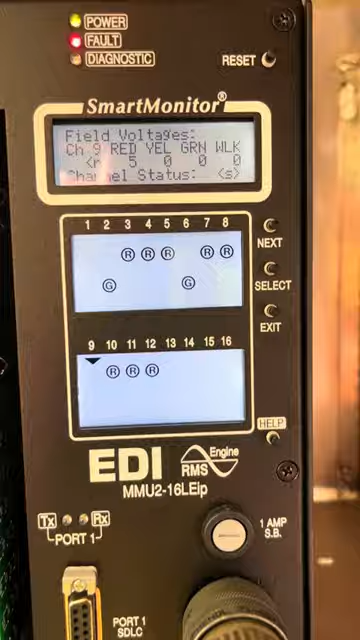 POWER
FAULT
DIAGNOSTIC
RESET
SmartMonitor®
Field Voltages:
Ch 9 RED YEL GRN WLK
<r 5 0 0 0
Channel Status: <s>
1 2 3 4 5 6 7 8
R R R R R
G G
NEXT
SELECT
EXIT
9 10 11 12 13 14 15 16
R R R
HELP
EDI
RMS Engine
MMU2-16LEip
Tx Rx
PORT 1
1 AMP
S.B.
PORT 1
SDLC